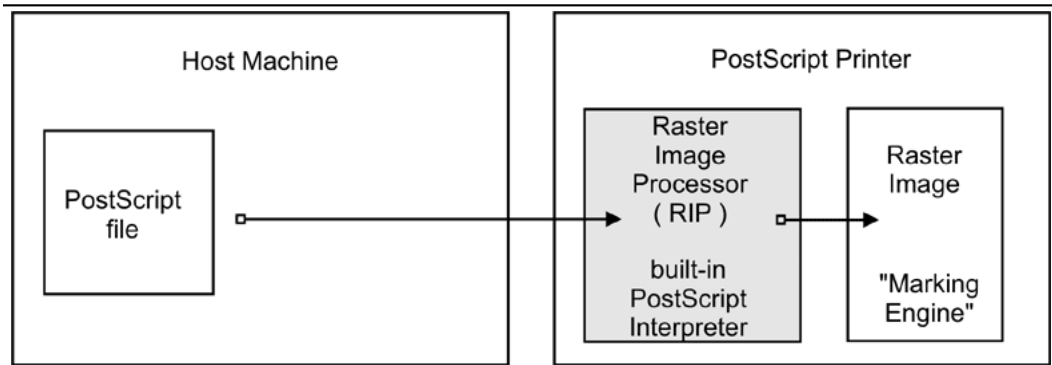 Host Machine
PostScript
file
PostScript Printer
Raster
Image
Processor
( RIP )
built-in
PostScript
Interpreter
Raster
Image
"Marking
Engine"